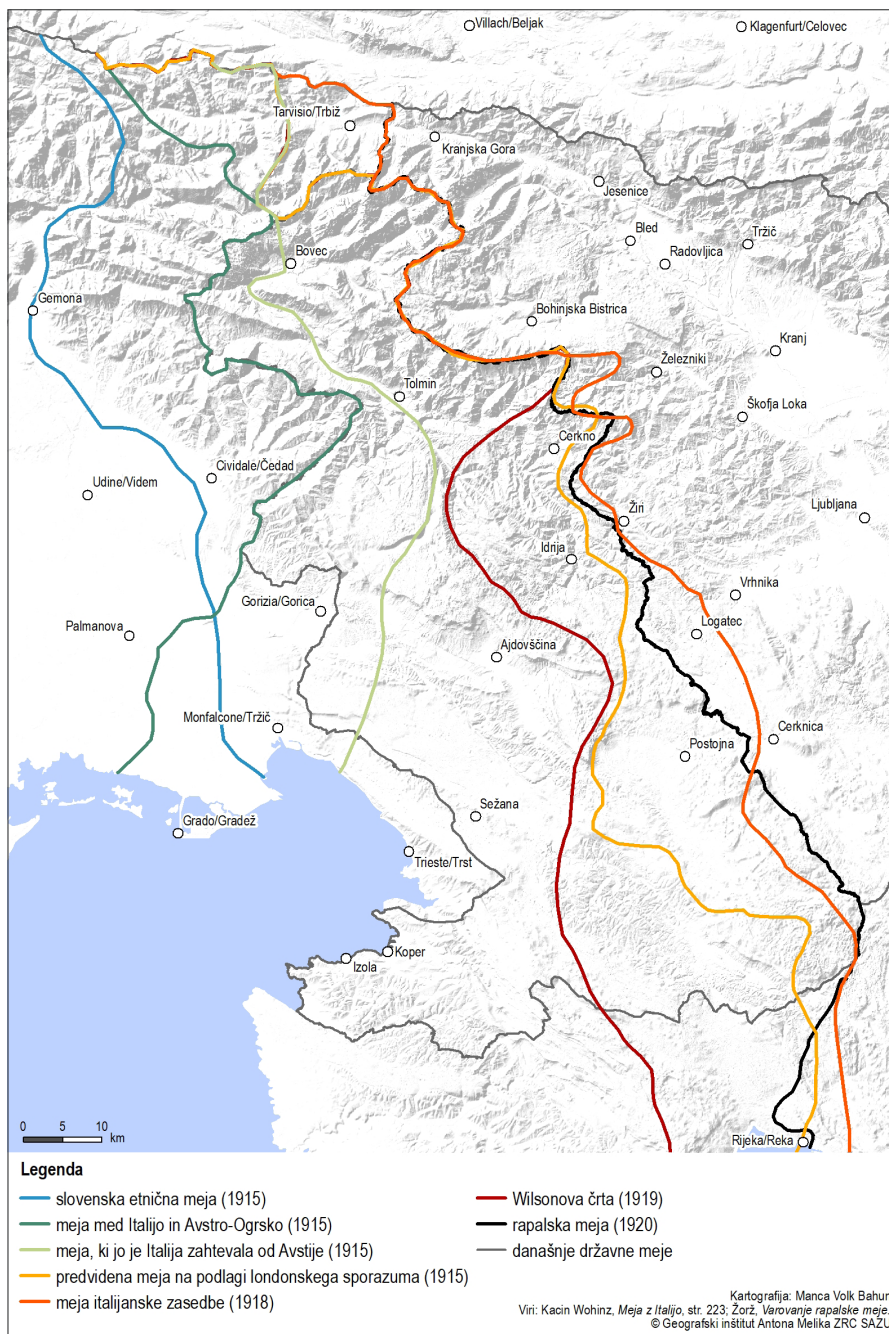 Villach/Beljak
Klagenfurt/Celovec
Tarvisio/Trbiž
Kranjska Gora
Jesenice
Bled
Tržič
Radovljica
Bovec
Gemona
Bohinjska Bistrica
Kranj
Železniki
Tolmin
Škofja Loka
Cerkno
Cividale/Čedad
Udine/Videm
Ljubljana
Žiri
Idrija
Vrhnika
Gorizia/Gorica
Logatec
Palmanova
Ajdovščina
Monfalcone/Tržič
Cerknica
Postojna
Sežana
Grado/Gradež
Trieste/Trst
Koper
Izola
0 5 10
km
Rijeka/Reka
Legenda
slovenska etnična meja (1915)
meja med Italijo in Avstro-Ogrsko (1915)
meja, ki jo je Italija zahtevala od Avstije (1915)
predvidena meja na podlagi londonskega sporazuma (1915)
meja italijanske zasedbe (1918)
Wilsonova črta (1919)
rapalska meja (1920)
današnje državne meje
Kartografija: Manca Volk Bahun
Viri: Kacin Wohinz, Meja z Italijo, str. 223; Žorž, Varovanje rapalske meje.
© Geografski inštitut Antona Melika ZRC SAZU